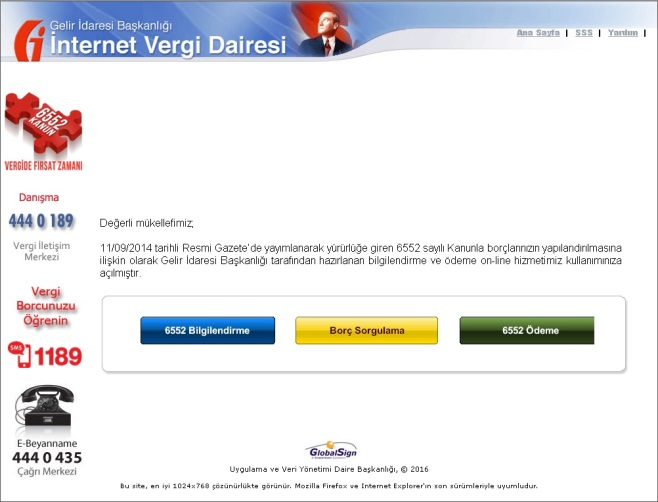 Gelir İdaresi Başkanlığı
İnternet Vergi Dairesi
Ana Sayfa | SSS | Yardım |
6552
KANUN
VERGİDE FIRSAT ZAMANI
Danışma
444 0 189
Vergi İletişim
Merkezi
Değerli mükellefimiz;
11/09/2014 tarihli Resmi Gazete'de yayımlanarak yürürlüğe giren 6552 sayılı Kanunla borçlarınızın yapılandırılmasına
ilişkin olarak Gelir İdaresi Başkanlığı tarafından hazırlanan bilgilendirme ve ödeme on-line hizmetimiz kullanımınıza
açılmıştır.
Vergi
Borcunuzu
Öğrenin
SMS
1189
6552 Bilgilendirme
Borç Sorgulama
6552 Ödeme
E-Beyanname
444 0 435
Çağrı Merkezi
GlobalSign
Uygulama ve Veri Yönetimi Daire Başkanlığı, © 2016
Bu site, en iyi 1024x768 çözünürlükte görünür. Mozilla Firefox ve İnternet Explorer'ın son sürümleriyle uyumludur.